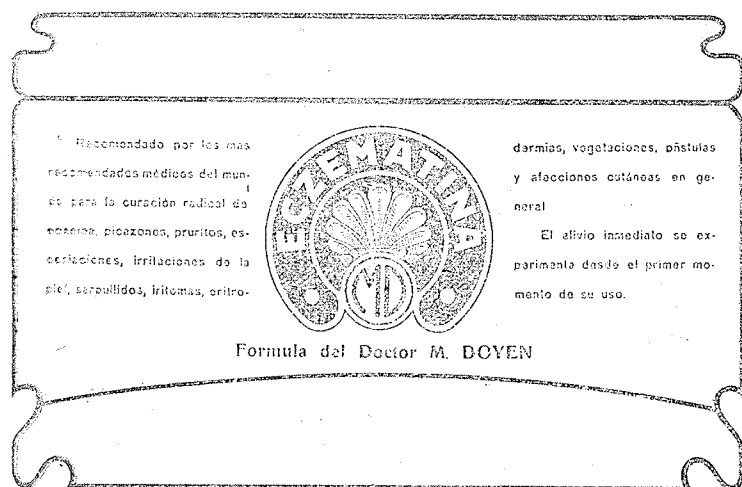 Recomendado por los mas
recomendados médicos del mun-
do para la curación radical de
eczema, picazones, pruritos, es-
coriaciones, irritaciones de la
piel, sarpullidos, iritomas, eritro-
ECZEMATINA
MD
Formula del Doctor M. DOYEN
dermias, vegetaciones, pústulas
y afecciones cutáneas en ge-
neral
El alivio inmediato se ex-
perimenta desde el primer mo-
mento de su uso.